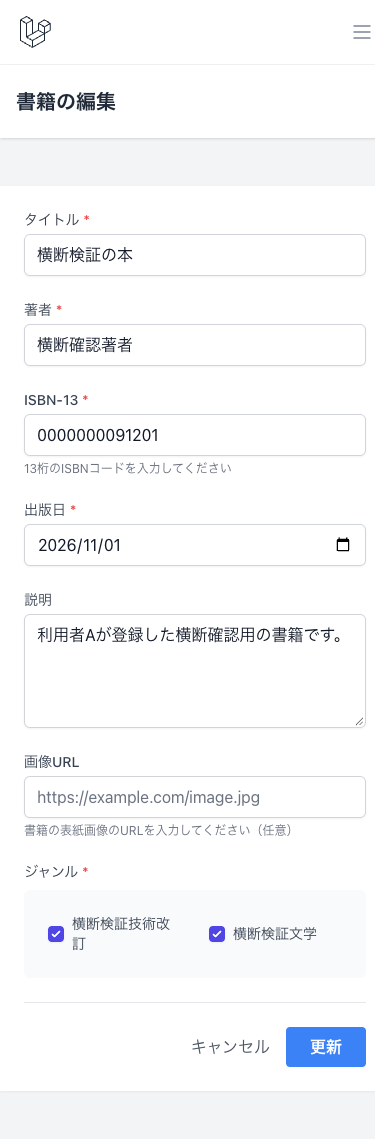 書籍の編集
タイトル *
横断検証の本
著者 *
横断確認著者
ISBN-13 *
0000000091201
13桁のISBNコードを入力してください
出版日 *
2026/11/01
説明
利用者Aが登録した横断確認用の書籍です。
画像URL
https://example.com/image.jpg
書籍の表紙画像のURLを入力してください（任意）
ジャンル *
横断検証技術改
訂
横断検証文学
キャンセル
更新